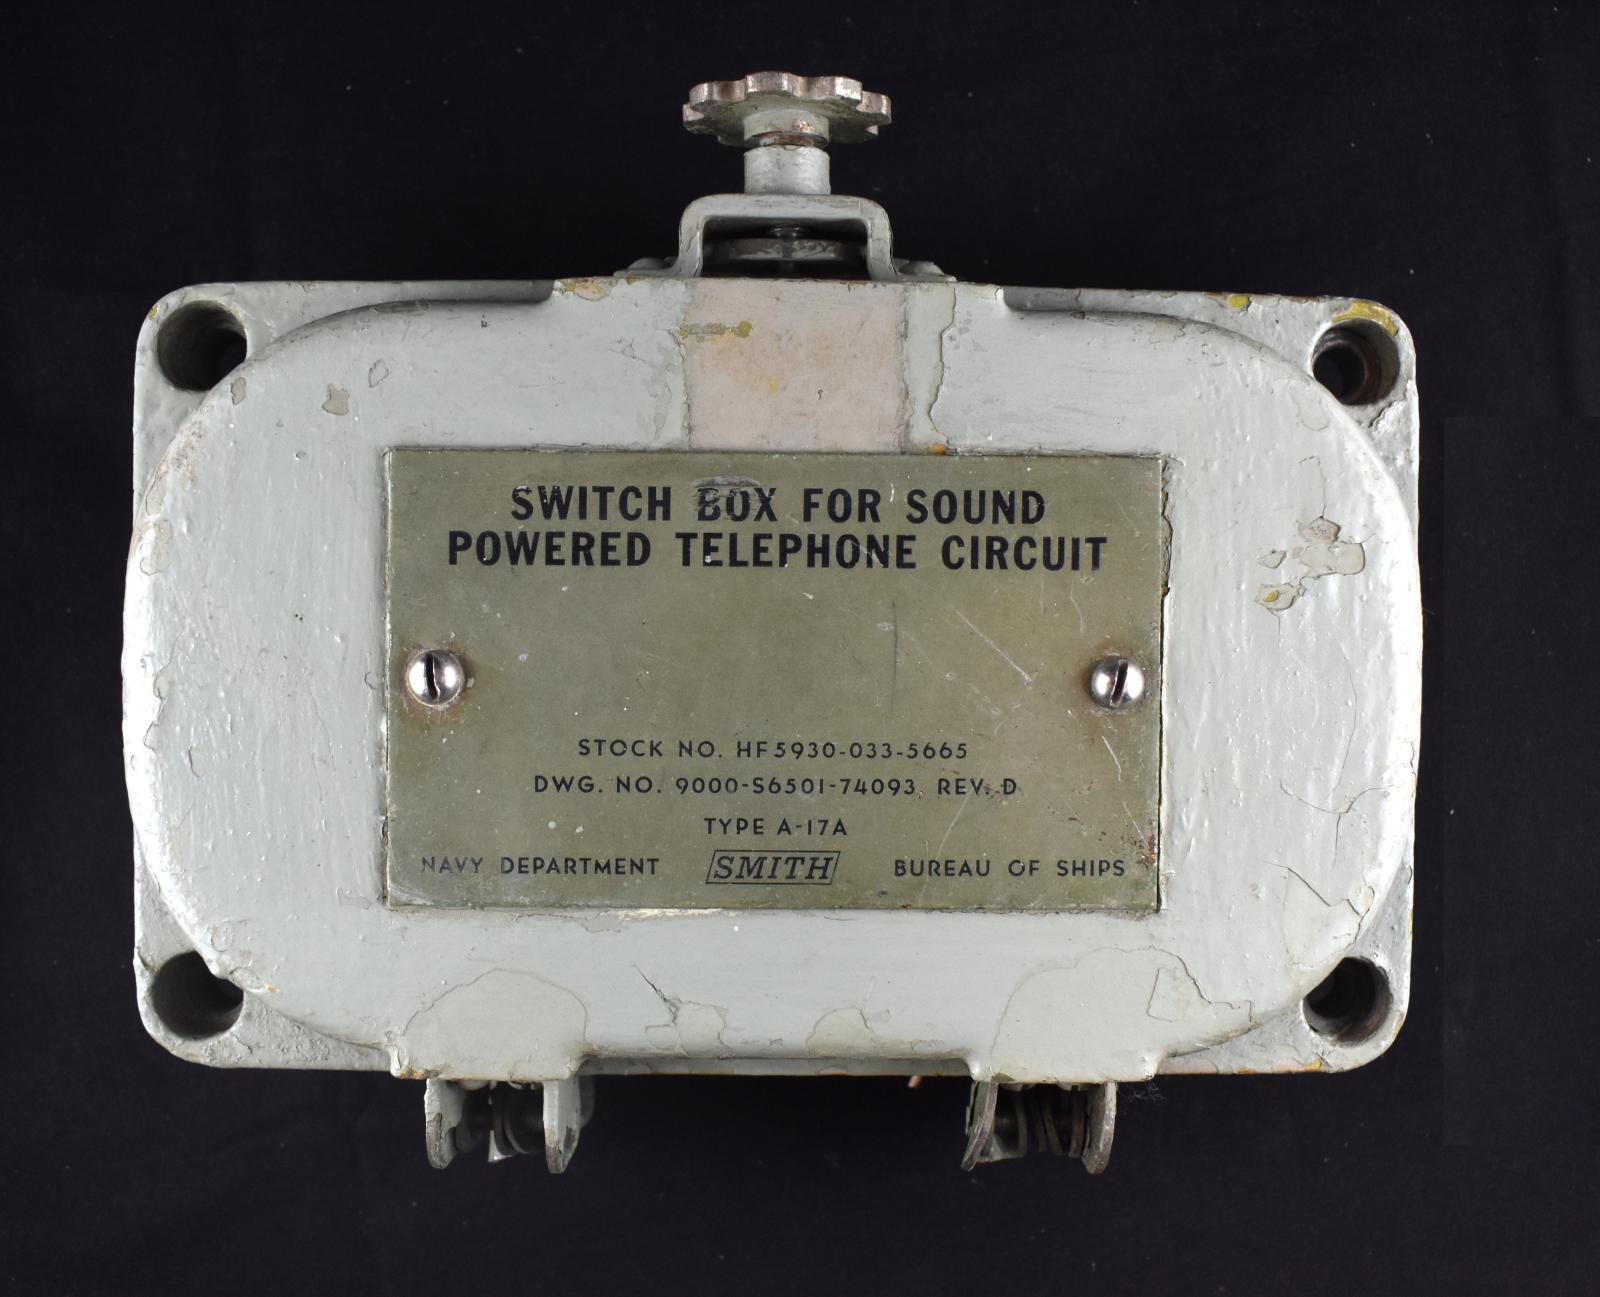 SWITCH BOX FOR SOUND
POWERED TELEPHONE CIRCUIT
STOCK NO. HF5930-033-5665
DWG. NO. 9000-S6501-74093, REV. D
TYPE A-17A
NAVY DEPARTMENT SMITH BUREAU OF SHIPS